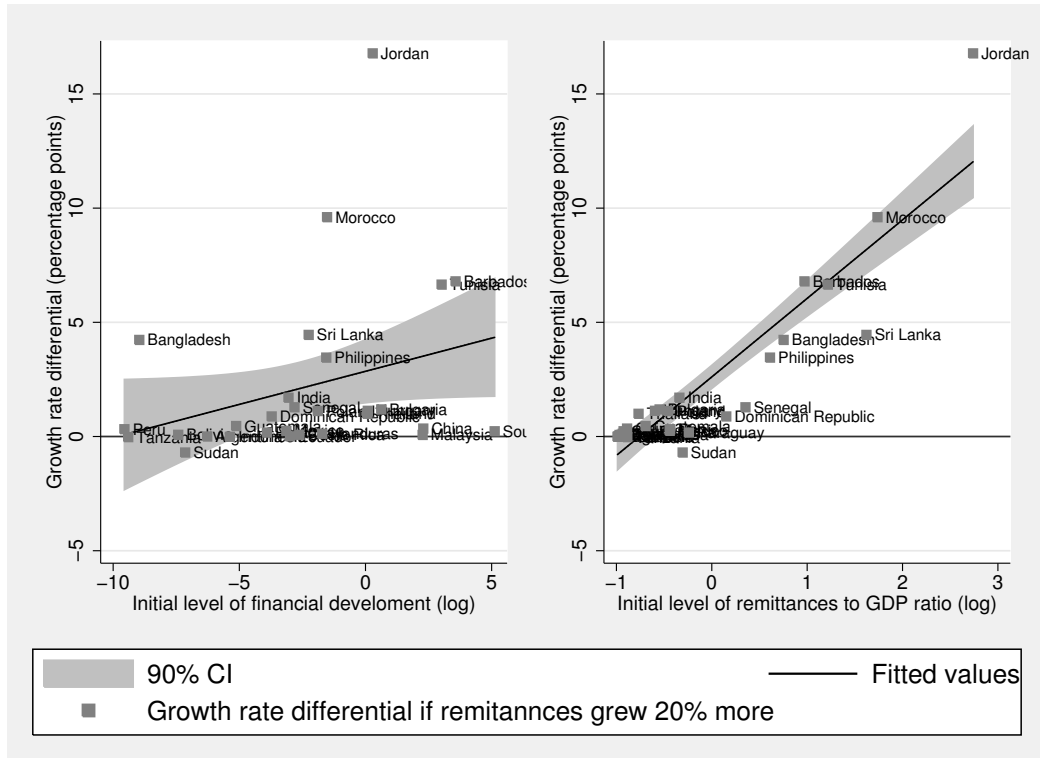 Growth rate differential (percentage points)
15
10
5
0
−5
Jordan
Morocco
Barbados
Tunisia
Sri Lanka
Bangladesh
Philippines
India
Senegal
Bulgaria
Dominican Republic
Guatemala
China
Peru
Tanzania
Malaysia
Sou
Sudan
−10
−5
0
5
Initial level of financial develoment (log)
Growth rate differential (percentage points)
15
10
5
0
−5
Jordan
Morocco
Barbados
Tunisia
Sri Lanka
Bangladesh
Philippines
India
Senegal
Dominican Republic
Sudan
−1
0
1
2
3
Initial level of remittances to GDP ratio (log)
90% CI
Fitted values
Growth rate differential if remitannces grew 20% more